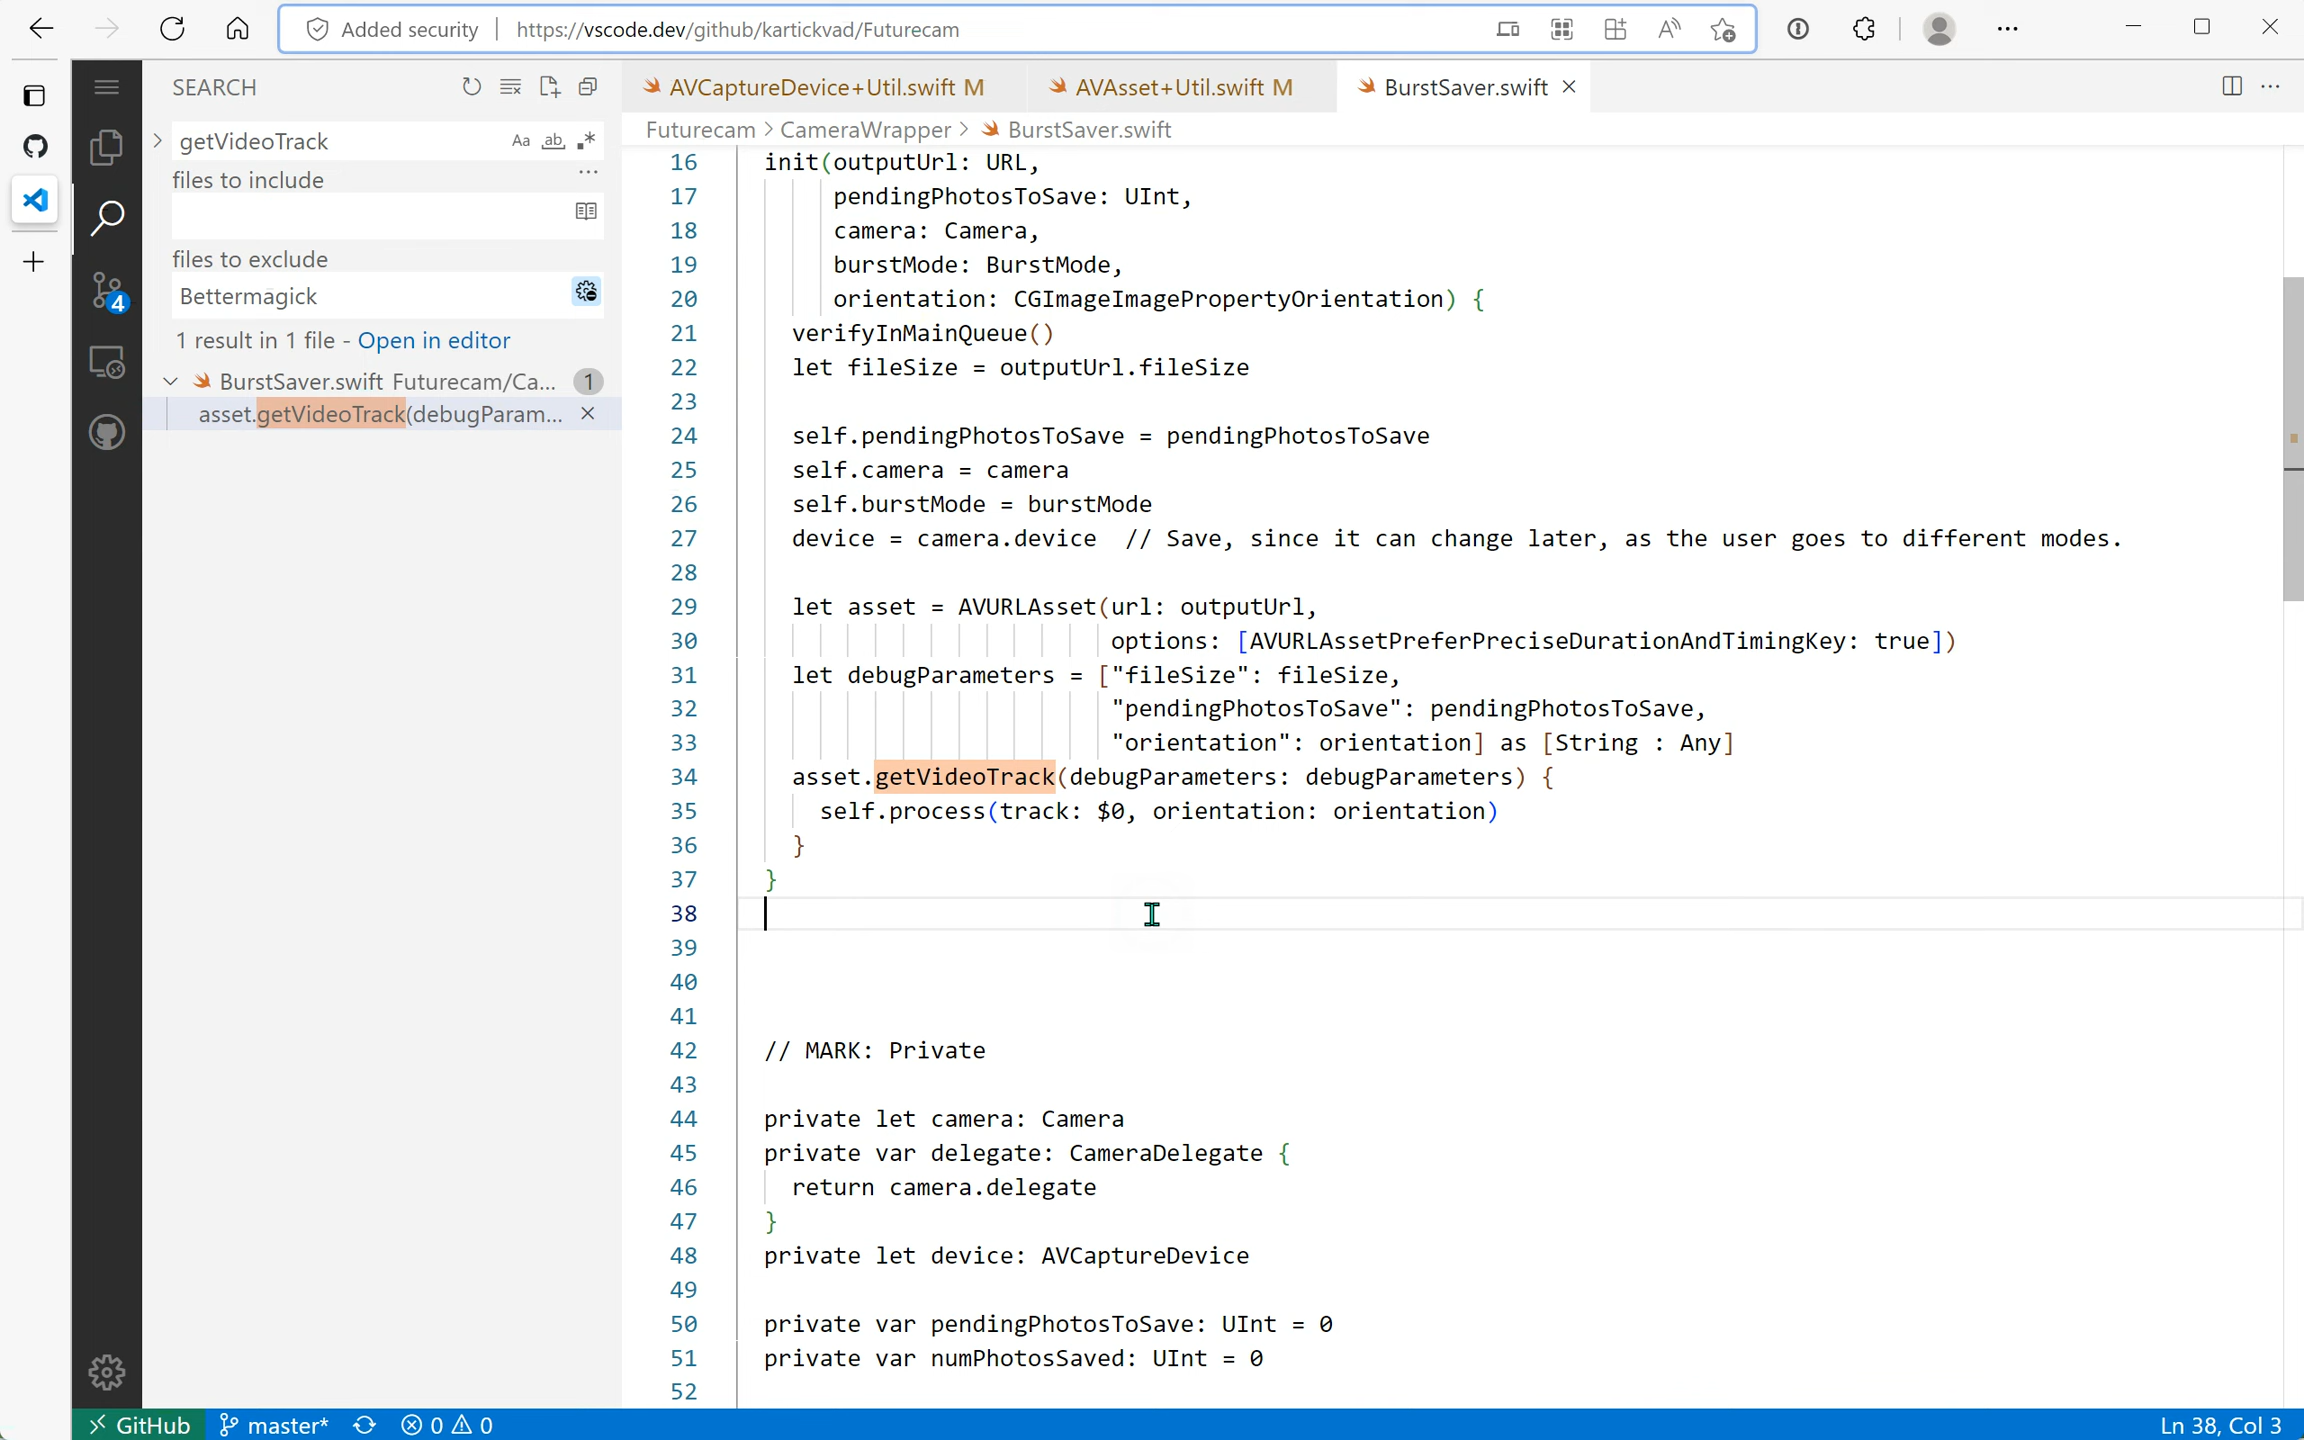 Added security | https://vscode.dev/github/kartickvad/Futurecam
SEARCH
getVideoTrack
Aa ab
files to include
files to exclude
Bettermagick
1 result in 1 file - Open in editor
BurstSaver.swift Futurecam/Ca... 1
asset.getVideoTrack(debugParam...
4
AVCaptureDevice+Util.swift M
AVAsset+Util.swift M
BurstSaver.swift
Futurecam > CameraWrapper > BurstSaver.swift
16 init(outputUrl: URL,
17 pendingPhotosToSave: UInt,
18 camera: Camera,
19 burstMode: BurstMode,
20 orientation: CGImageImagePropertyOrientation) {
21 verifyInMainQueue()
22 let fileSize = outputUrl.fileSize
23
24 self.pendingPhotosToSave = pendingPhotosToSave
25 self.camera = camera
26 self.burstMode = burstMode
27 device = camera.device // Save, since it can change later, as the user goes to different modes.
28
29 let asset = AVURLAsset(url: outputUrl,
30 options: [AVURLAssetPreferPreciseDurationAndTimingKey: true])
31 let debugParameters = ["fileSize": fileSize,
32 "pendingPhotosToSave": pendingPhotosToSave,
33 "orientation": orientation] as [String : Any]
34 asset.getVideoTrack(debugParameters: debugParameters) {
35 self.process(track: $0, orientation: orientation)
36 }
37 }
38
39
40
41
42 // MARK: Private
43
44 private let camera: Camera
45 private var delegate: CameraDelegate {
46 return camera.delegate
47 }
48 private let device: AVCaptureDevice
49
50 private var pendingPhotosToSave: UInt = 0
51 private var numPhotosSaved: UInt = 0
52
GitHub master* 0 0
Ln 38, Col 3